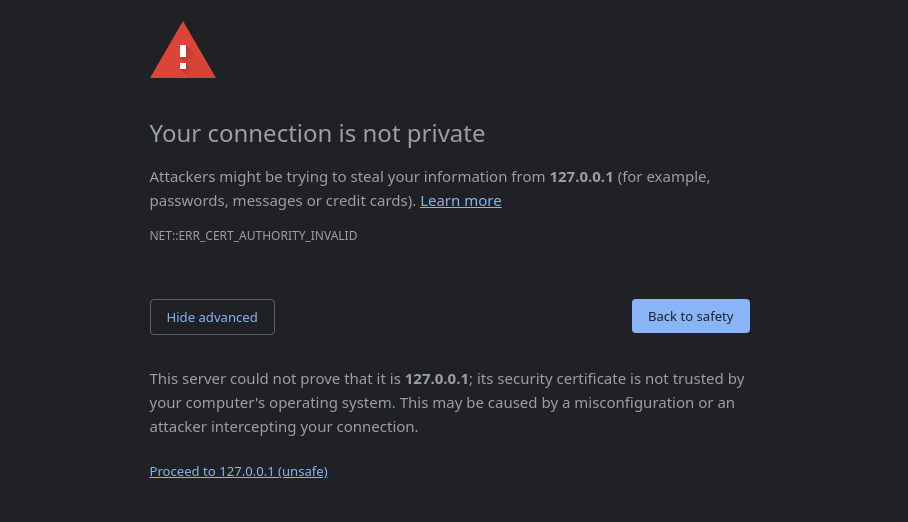 Your connection is not private
Attackers might be trying to steal your information from 127.0.0.1 (for example,
passwords, messages or credit cards). Learn more
NET::ERR_CERT_AUTHORITY_INVALID
Hide advanced
Back to safety
This server could not prove that it is 127.0.0.1; its security certificate is not trusted by
your computer's operating system. This may be caused by a misconfiguration or an
attacker intercepting your connection.
Proceed to 127.0.0.1 (unsafe)